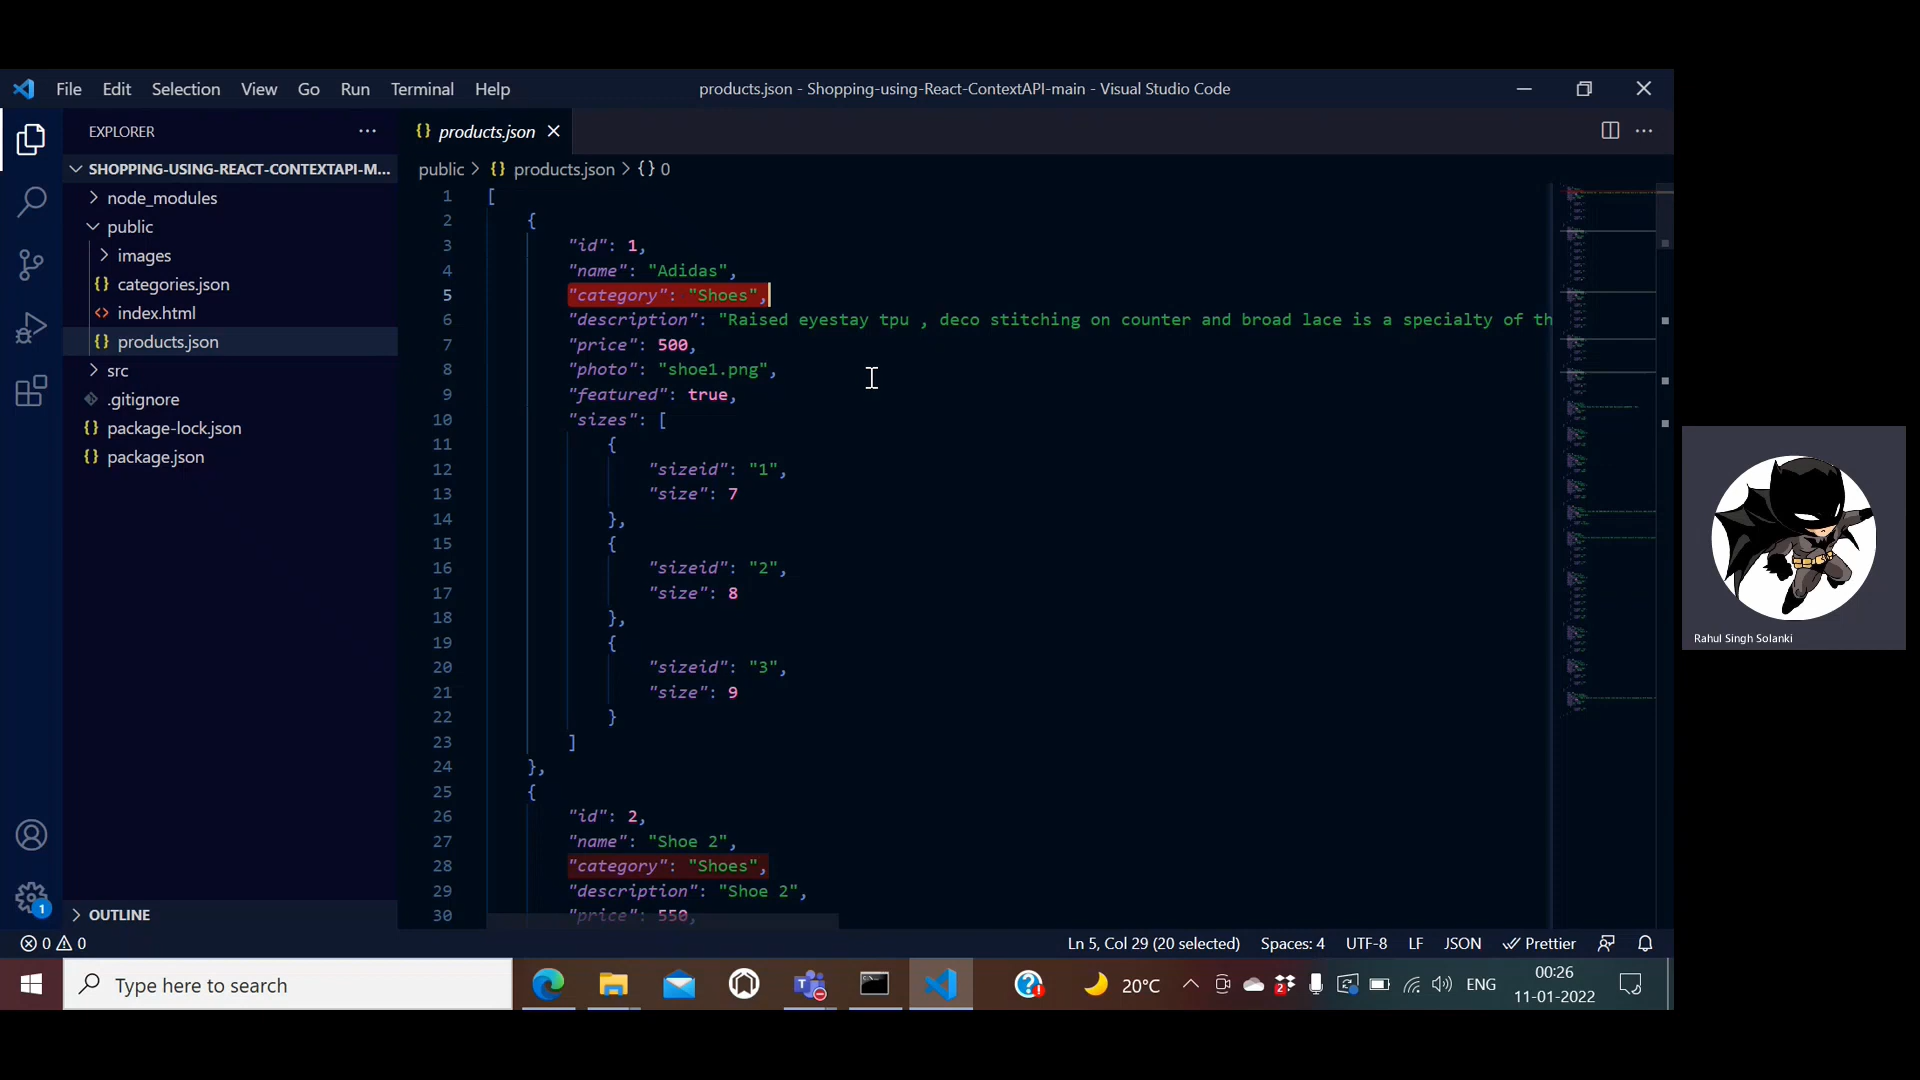 File Edit Selection View Go Run Terminal Help
products.json - Shopping-using-React-ContextAPI-main - Visual Studio Code
EXPLORER
SHOPPING-USING-REACT-CONTEXTAPI-M...
node_modules
public
images
{} categories.json
<> index.html
{} products.json
src
.gitignore
{} package-lock.json
{} package.json
OUTLINE
{} products.json
public > {} products.json > {} 0
1 [
2 {
3 "id": 1,
4 "name": "Adidas",
5 "category": "Shoes",
6 "description": "Raised eyestay tpu , deco stitching on counter and broad lace is a specialty of th
7 "price": 500,
8 "photo": "shoe1.png",
9 "featured": true,
10 "sizes": [
11 {
12 "sizeid": "1",
13 "size": 7
14 },
15 {
16 "sizeid": "2",
17 "size": 8
18 },
19 {
20 "sizeid": "3",
21 "size": 9
22 }
23 ]
24 },
25 {
26 "id": 2,
27 "name": "Shoe 2",
28 "category": "Shoes",
29 "description": "Shoe 2",
30 "price": 550,
1
0 0
Ln 5, Col 29 (20 selected) Spaces: 4 UTF-8 LF JSON Prettier
Type here to search
2
20°C
ENG
00:26
11-01-2022
Rahul Singh Solanki